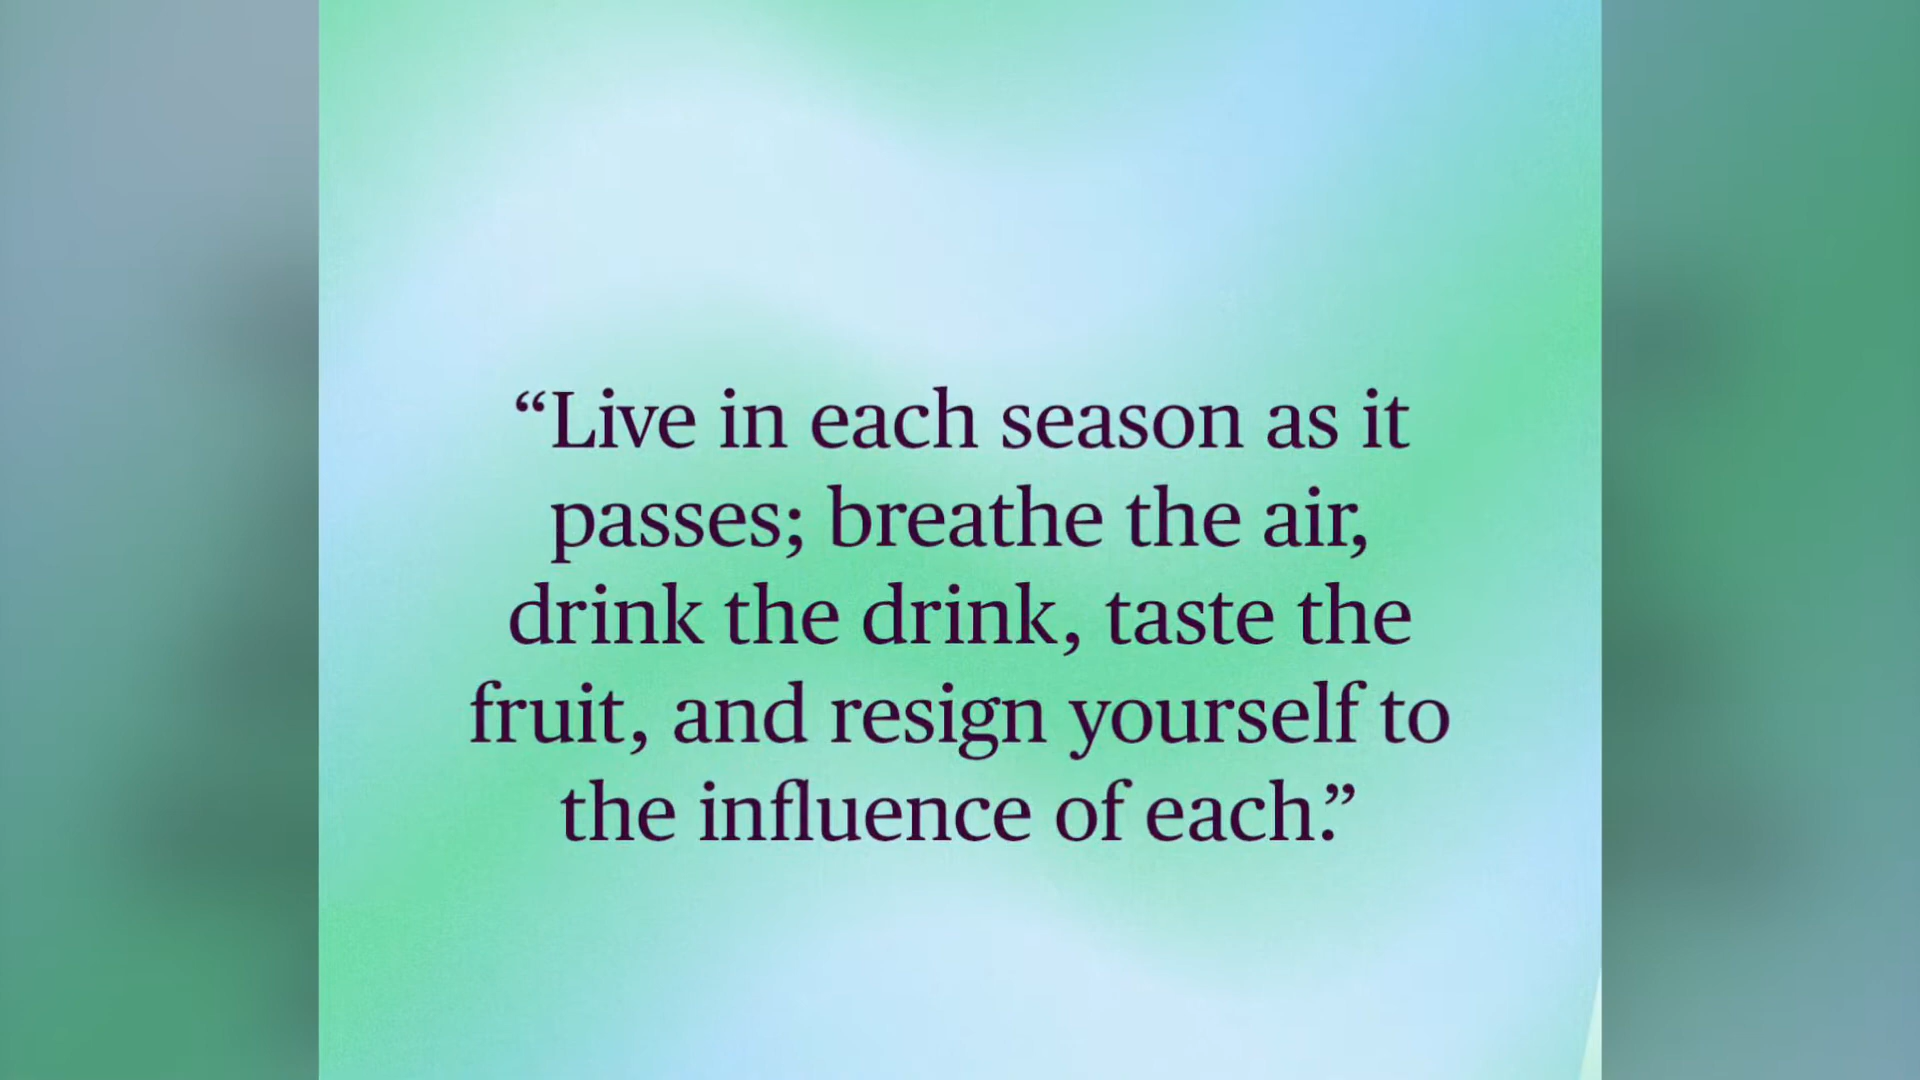 “Live in each season as it
passes; breathe the air,
drink the drink, taste the
fruit, and resign yourself to
the influence of each.”